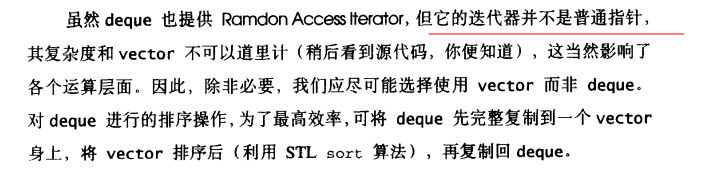 虽然 deque 也提供 Ramdon Access Iterator，但它的迭代器并不是普通指针，
其复杂度和 vector 不可以道里计（稍后看到源代码，你便知道），这当然影响了
各个运算层面。因此，除非必要，我们应尽可能选择使用 vector 而非 deque。
对 deque 进行的排序操作，为了最高效率，可将 deque 先完整复制到一个 vector
身上，将 vector 排序后（利用 STL sort 算法），再复制回 deque。